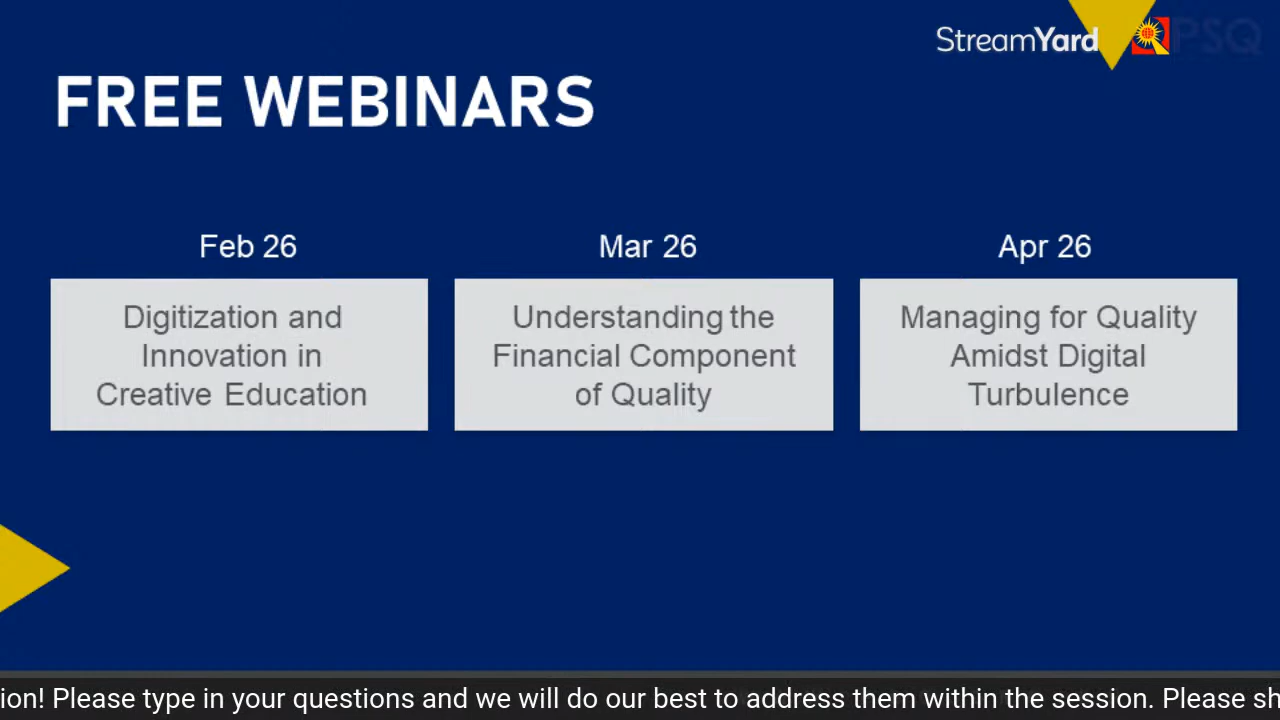 StreamYard
PSQ
FREE WEBINARS
Feb 26
Digitization and
Innovation in
Creative Education
Mar 26
Understanding the
Financial Component
of Quality
Apr 26
Managing for Quality
Amidst Digital
Turbulence
ion! Please type in your questions and we will do our best to address them within the session. Please sh